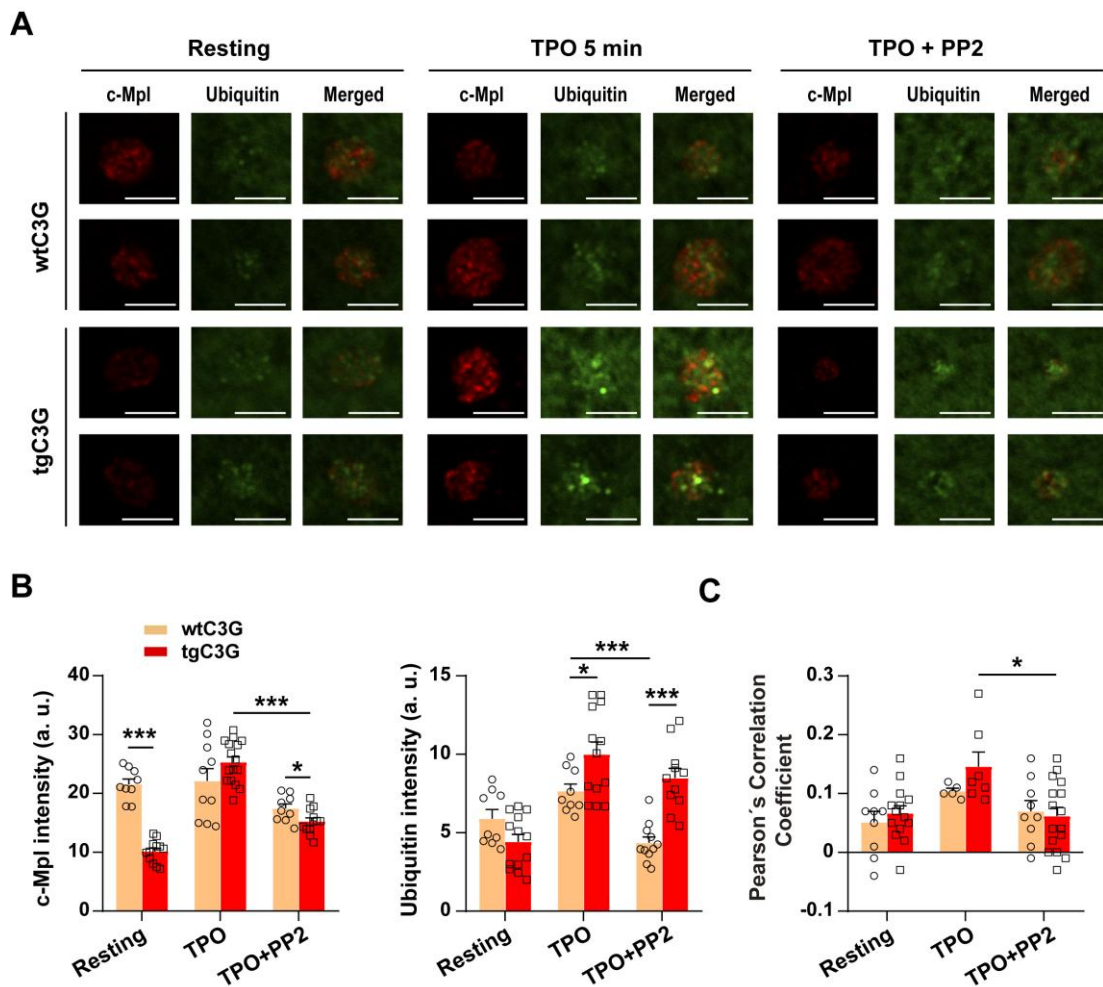 A
Resting TPO 5 min TPO + PP2
c-Mpl Ubiquitin Merged c-Mpl Ubiquitin Merged c-Mpl Ubiquitin Merged
wtC3G
tgC3G
B
wtC3G
tgC3G
c-Mpl intensity (a. u.)
40
30
20
10
0
***
***
*
Resting TPO TPO+PP2
Ubiquitin intensity (a. u.)
15
10
5
0
***
*
***
Resting TPO TPO+PP2
C
Pearson´s Correlation
Coefficient
0.3
0.2
0.1
0
-0.1
*
Resting TPO TPO+PP2